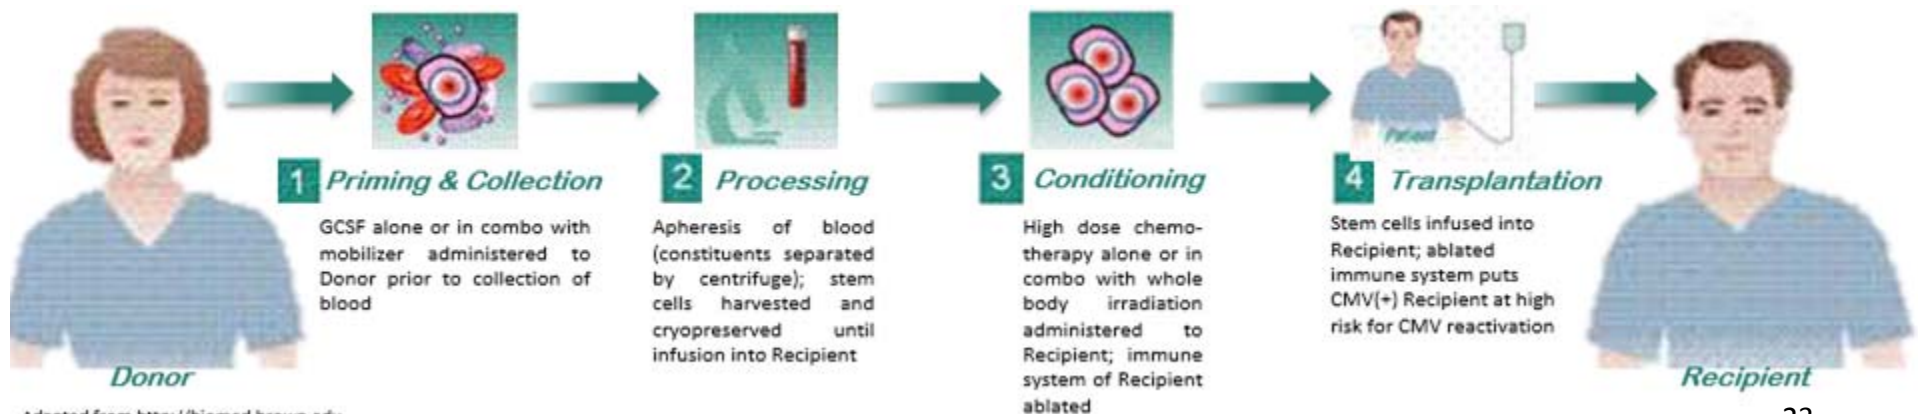 1 Priming & Collection
GCSF alone or in combo with
mobilizer administered to
Donor prior to collection of
blood
2 Processing
Apheresis of blood
(constituents separated
by centrifuge); stem
cells harvested and
cryopreserved until
infusion into Recipient
3 Conditioning
High dose chemo-
therapy alone or in
combo with whole
body irradiation
administered to
Recipient; immune
system of Recipient
ablated
Patient
4 Transplantation
Stem cells infused into
Recipient; ablated
immune system puts
CMV(+) Recipient at high
risk for CMV reactivation
Donor
Recipient